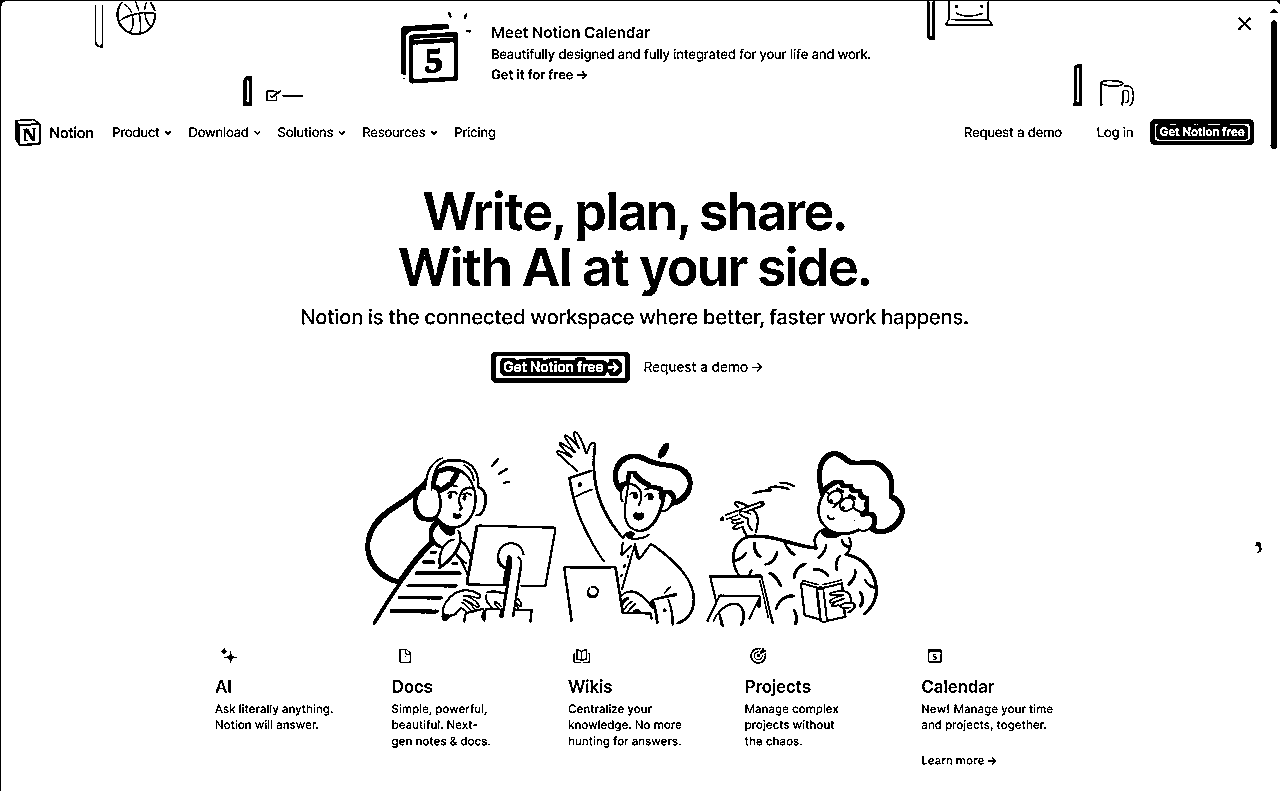 5
Meet Notion Calendar
Beautifully designed and fully integrated for your life and work.
Get it for free →
N Notion
Product
Download
Solutions
Resources
Pricing
Request a demo
Log in
Get Notion free
Write, plan, share.
With AI at your side.
Notion is the connected workspace where better, faster work happens.
Get Notion free →
Request a demo →
AI
Ask literally anything.
Notion will answer.
Docs
Simple, powerful,
beautiful. Next-
gen notes & docs.
Wikis
Centralize your
knowledge. No more
hunting for answers.
Projects
Manage complex
projects without
the chaos.
5
Calendar
New! Manage your time
and projects, together.
Learn more →